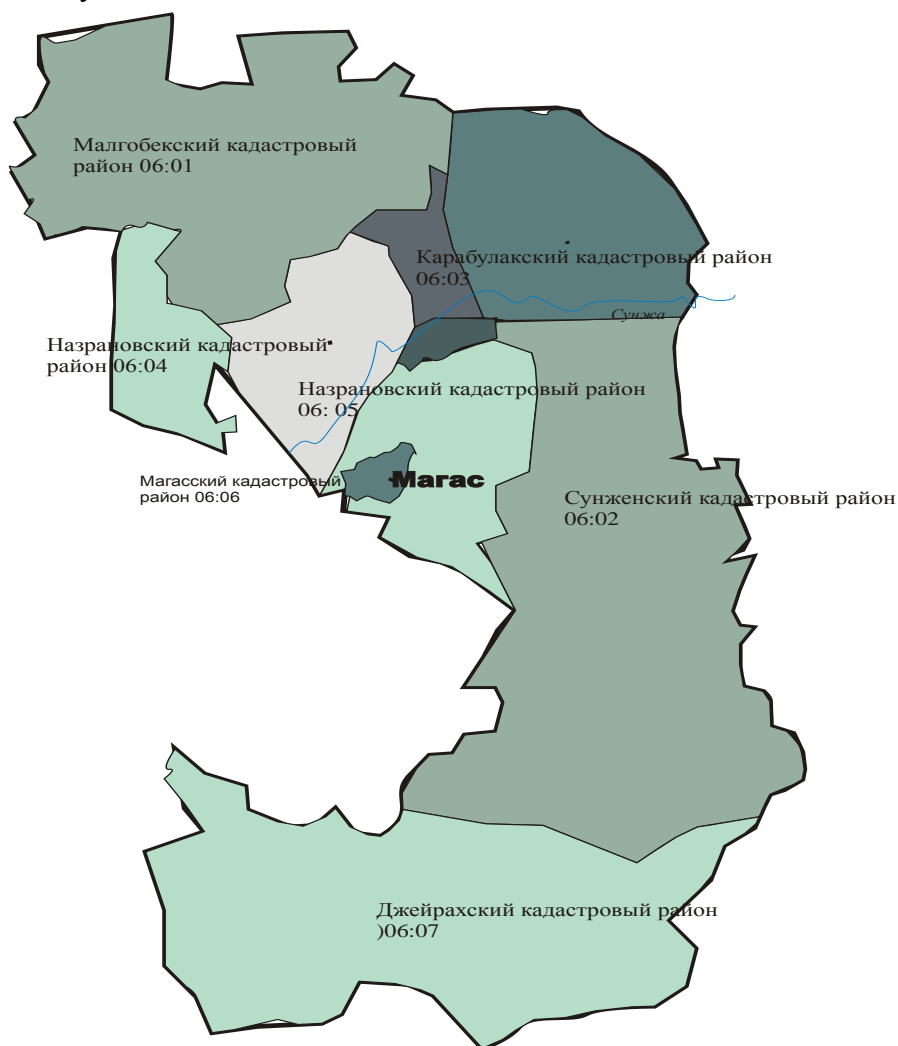 Малгобекский кадастровый
район 06:01
Карабулакский кадастровый район
06:03
Сунжа
Назрановский кадастровый
район 06:04
Назрановский кадастровый район
06: 05
Магасский кадастровый
район 06:06
Магас
Сунженский кадастровый район
06:02
Джейрахский кадастровый район
)06:07